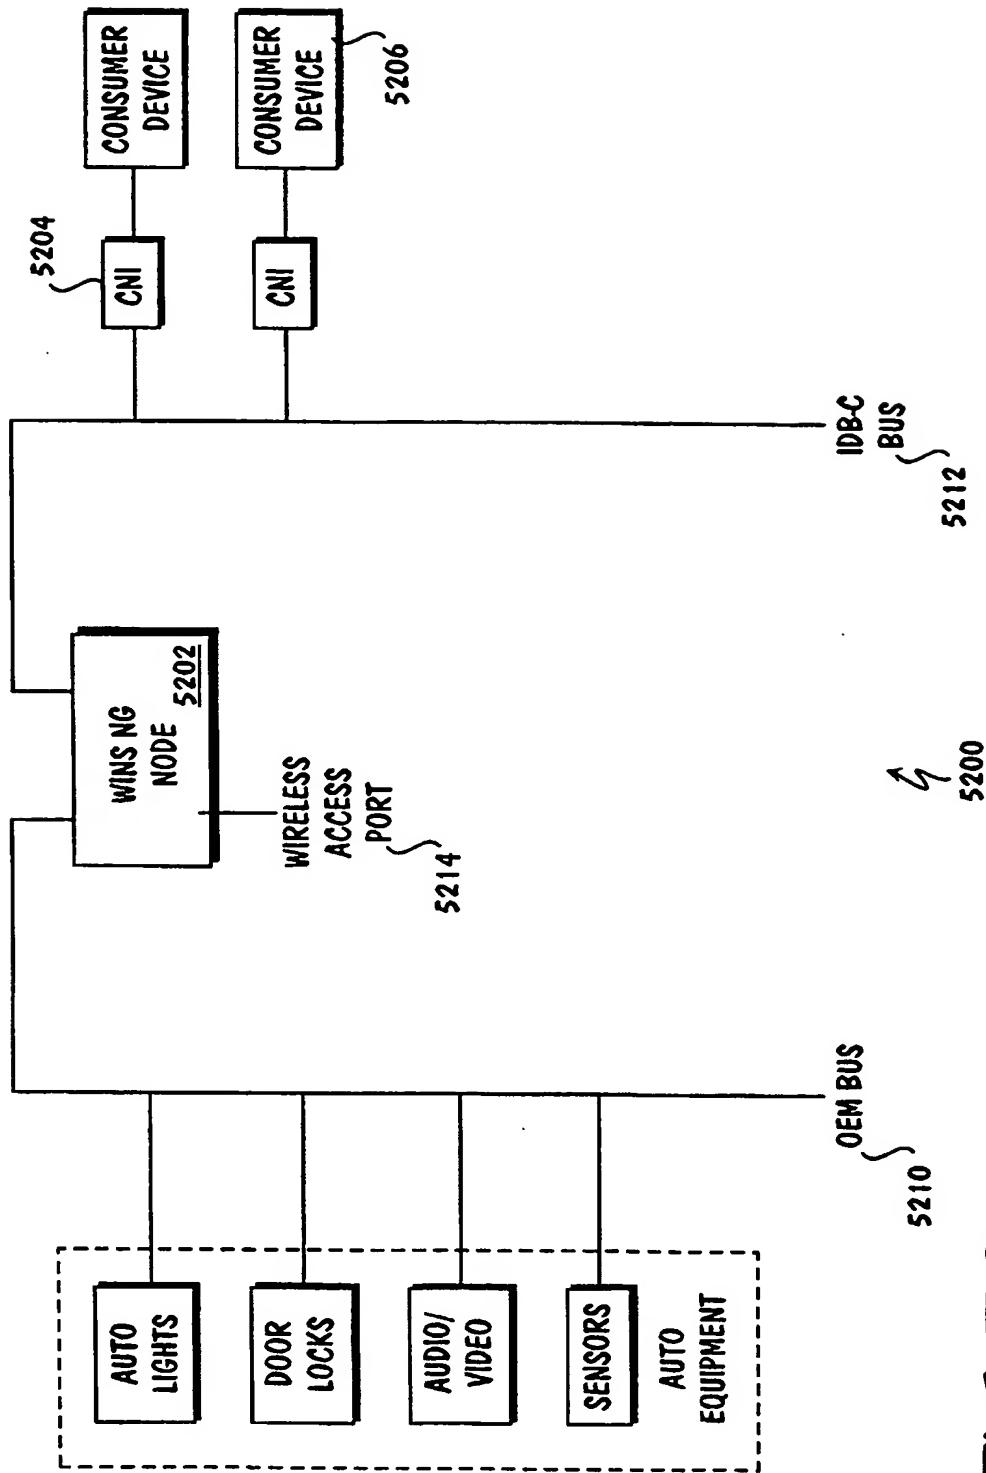 AUTO
LIGHTS
DOOR
LOCKS
AUDIO/
VIDEO
SENSORS
AUTO
EQUIPMENT
OEM BUS
5210
WINS NG
NODE
5202
WIRELESS
ACCESS
PORT
5214
5200
5204
CNI
CONSUMER
DEVICE
CNI
CONSUMER
DEVICE
5206
IDB-C
BUS
5212